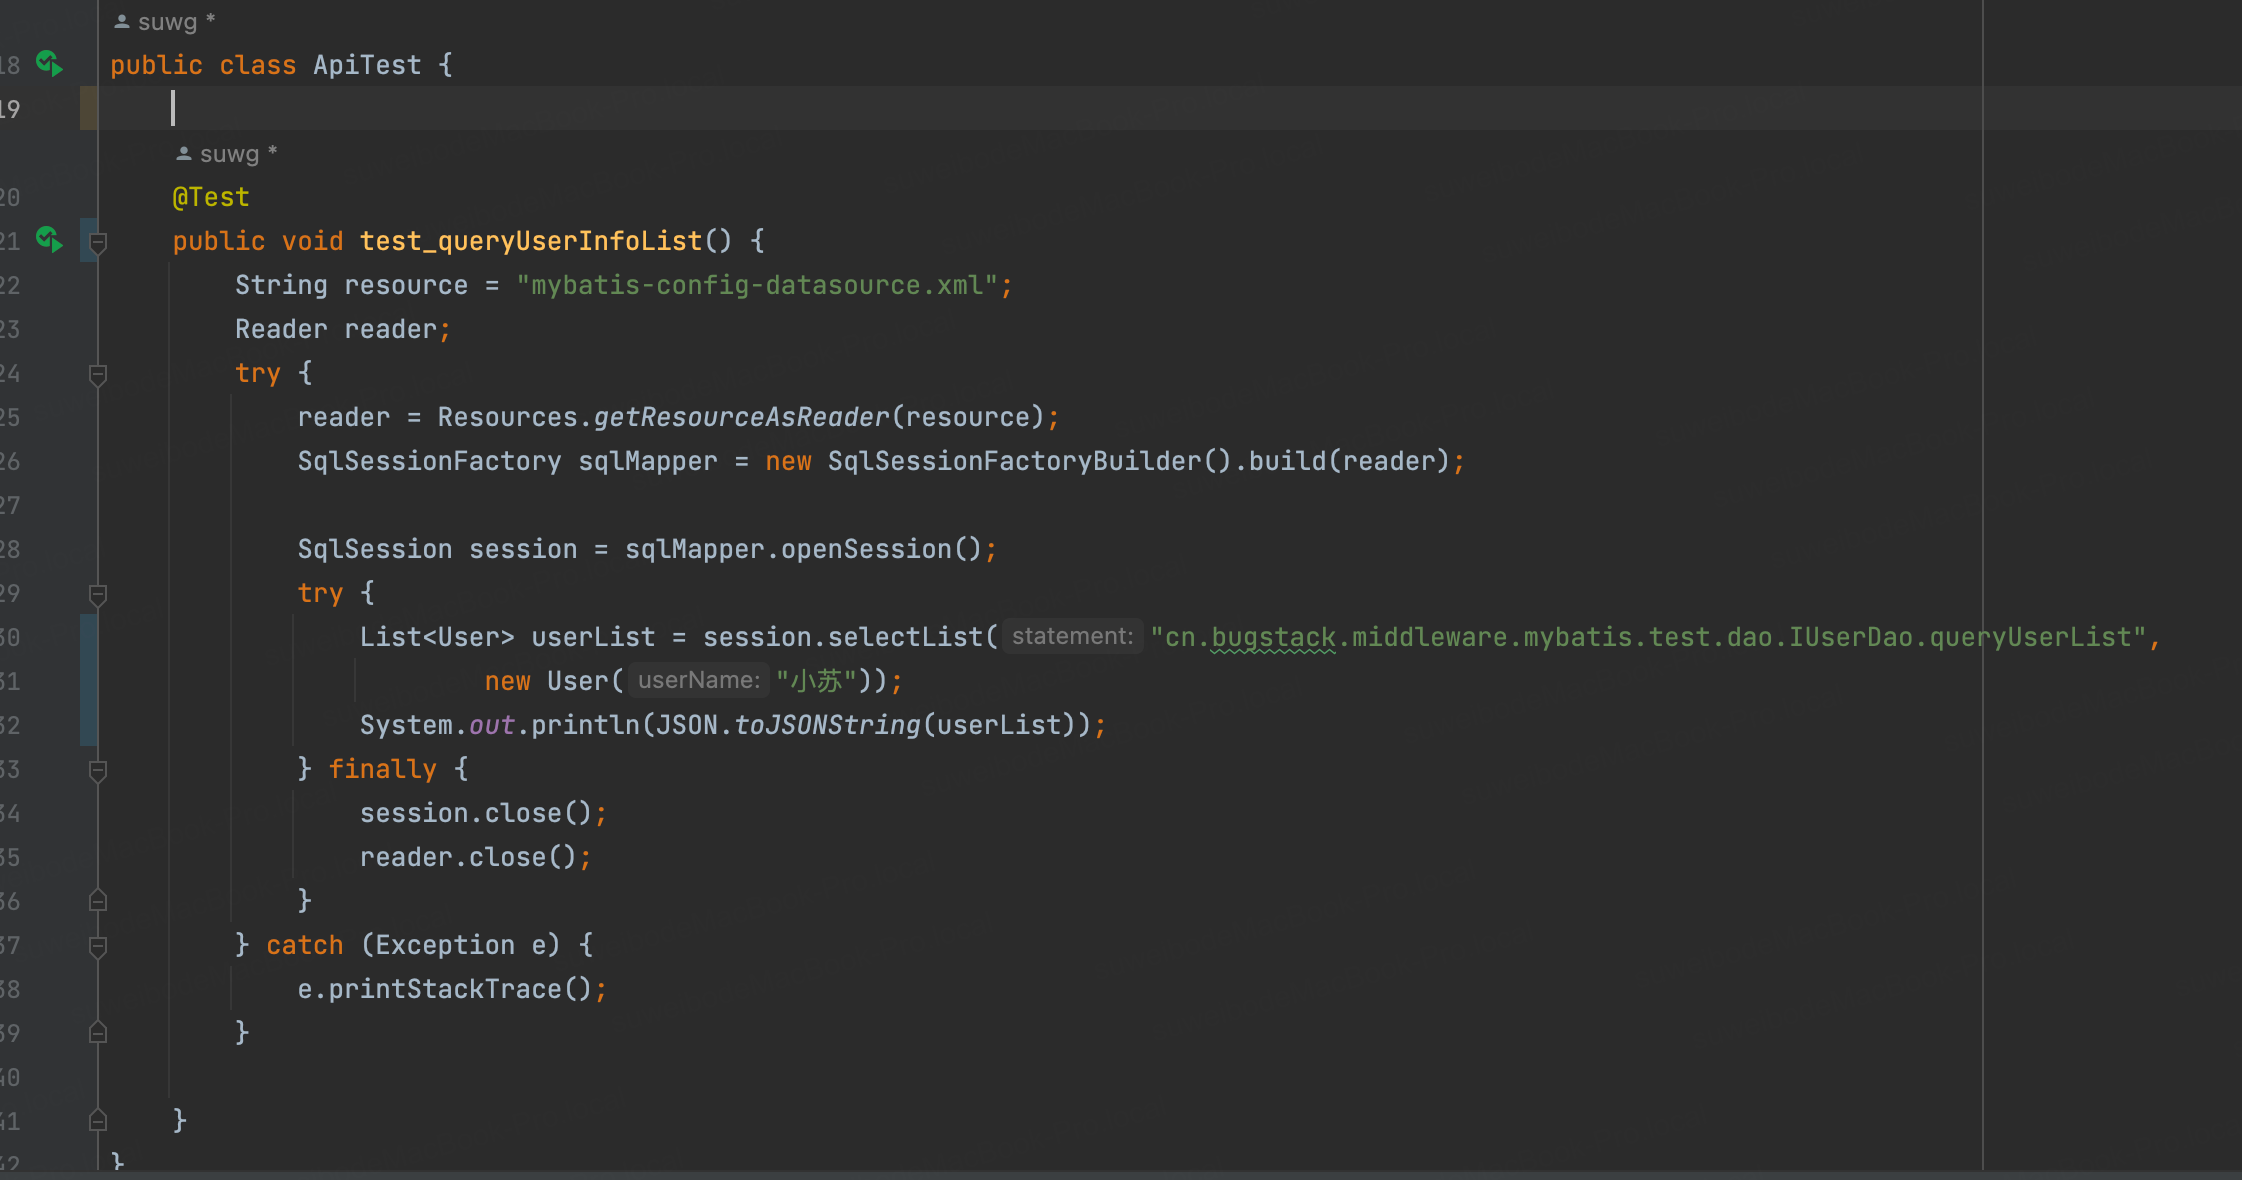 suwg *
18 public class ApiTest {
19
suwg *
20 @Test
21 public void test_queryUserInfoList() {
22 String resource = "mybatis-config-datasource.xml";
23 Reader reader;
24 try {
25 reader = Resources.getResourceAsReader(resource);
26 SqlSessionFactory sqlMapper = new SqlSessionFactoryBuilder().build(reader);
27
28 SqlSession session = sqlMapper.openSession();
29 try {
30 List<User> userList = session.selectList( statement: "cn.bugstack.middleware.mybatis.test.dao.IUserDao.queryUserList",
31 new User( userName: "小苏"));
32 System.out.println(JSON.toJSONString(userList));
33 } finally {
34 session.close();
35 reader.close();
36 }
37 } catch (Exception e) {
38 e.printStackTrace();
39 }
40
41 }
42 }